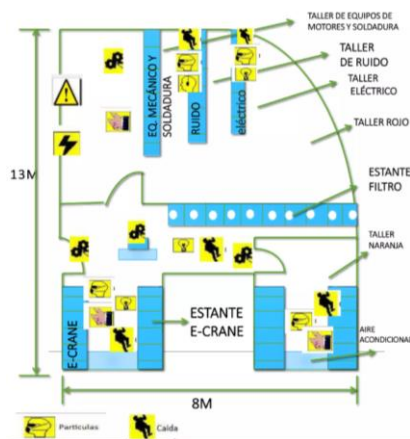 TALLER DE EQUIPOS DE
MOTORES Y SOLDADURA
TALLER
DE RUIDO
TALLER
ELÉCTRICO
TALLER ROJO
EQ. MECÁNICO Y
SOLDADURA
RUIDO
eléctrico
13M
ESTANTE
FILTRO
TALLER
NARANJA
ESTANTE
E-CRANE
E-CRANE
AIRE
ACONDICIONAD
8M
Partículas
Caída